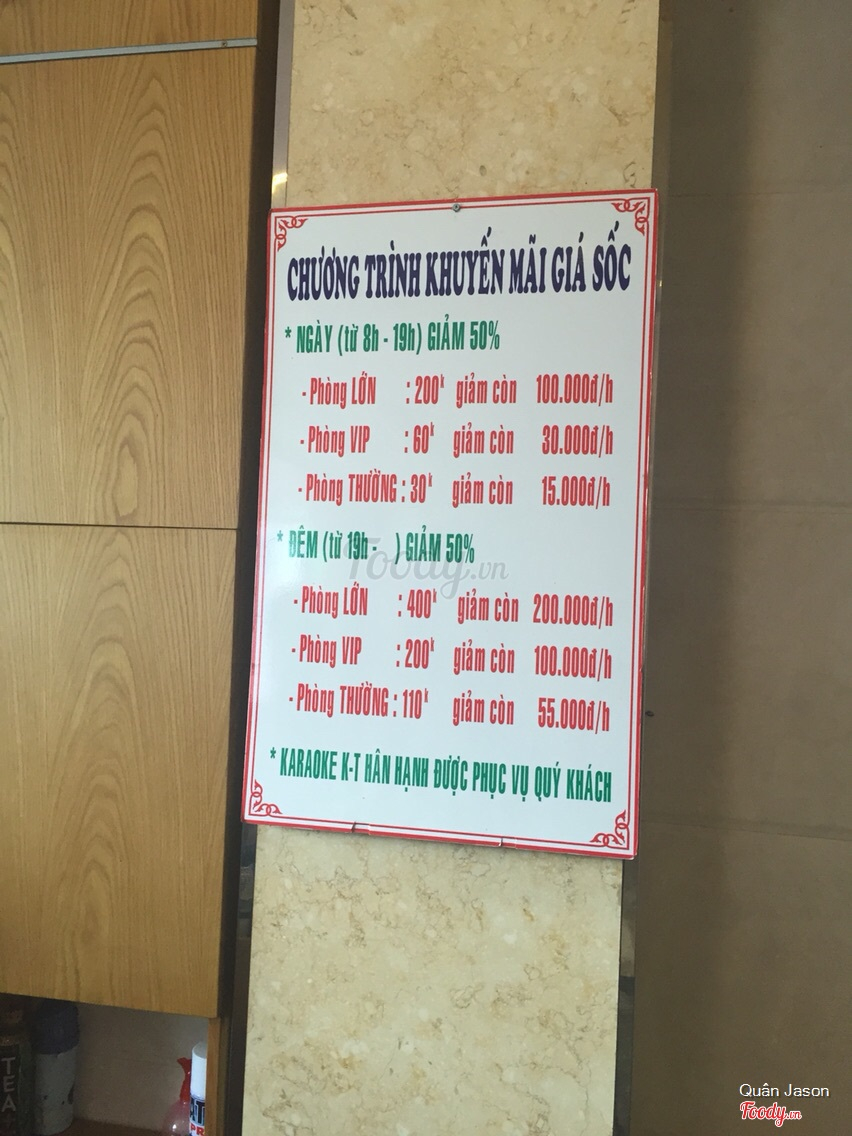 CHƯƠNG TRÌNH KHUYẾN MÃI GIÁ SỐC
* NGÀY (từ 8h - 19h) GIẢM 50%
- Phòng LỚN : 200k giảm còn 100.000đ/h
- Phòng VIP : 60k giảm còn 30.000đ/h
- Phòng THƯỜNG : 30k giảm còn 15.000đ/h
* ĐÊM (từ 19h - ) GIẢM 50%
Foody.vn
- Phòng LỚN : 400k giảm còn 200.000đ/h
- Phòng VIP : 200k giảm còn 100.000đ/h
- Phòng THƯỜNG : 110k giảm còn 55.000đ/h
* KARAOKE K-T HÂN HẠNH ĐƯỢC PHỤC VỤ QUÝ KHÁCH
TEA
Quân Jason
Foody.vn